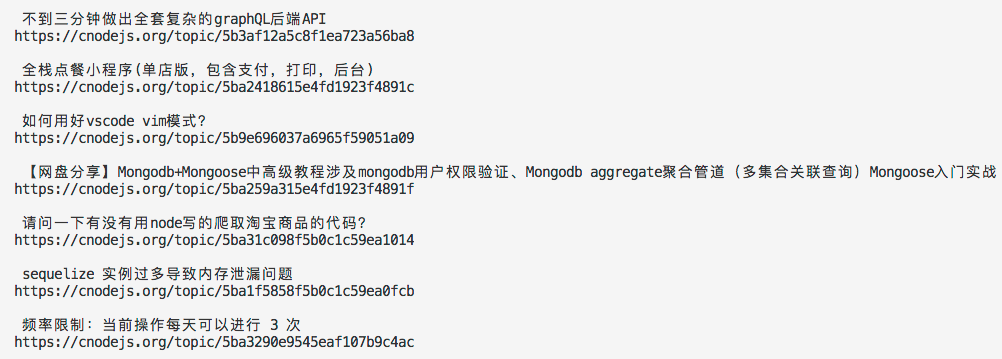 不到三分钟做出全套复杂的graphQL后端API
https://cnodejs.org/topic/5b3af12a5c8f1ea723a56ba8
全栈点餐小程序(单店版, 包含支付, 打印, 后台)
https://cnodejs.org/topic/5ba2418615e4fd1923f4891c
如何用好vscode vim模式?
https://cnodejs.org/topic/5b9e696037a6965f59051a09
【网盘分享】Mongodb+Mongoose中高级教程涉及mongodb用户权限验证、Mongodb aggregate聚合管道（多集合关联查询）Mongoose入门实战
https://cnodejs.org/topic/5ba259a315e4fd1923f4891f
请问一下有没有用node写的爬取淘宝商品的代码?
https://cnodejs.org/topic/5ba31c098f5b0c1c59ea1014
sequelize 实例过多导致内存泄漏问题
https://cnodejs.org/topic/5ba1f5858f5b0c1c59ea0fcb
频率限制: 当前操作每天可以进行 3 次
https://cnodejs.org/topic/5ba3290e9545eaf107b9c4ac